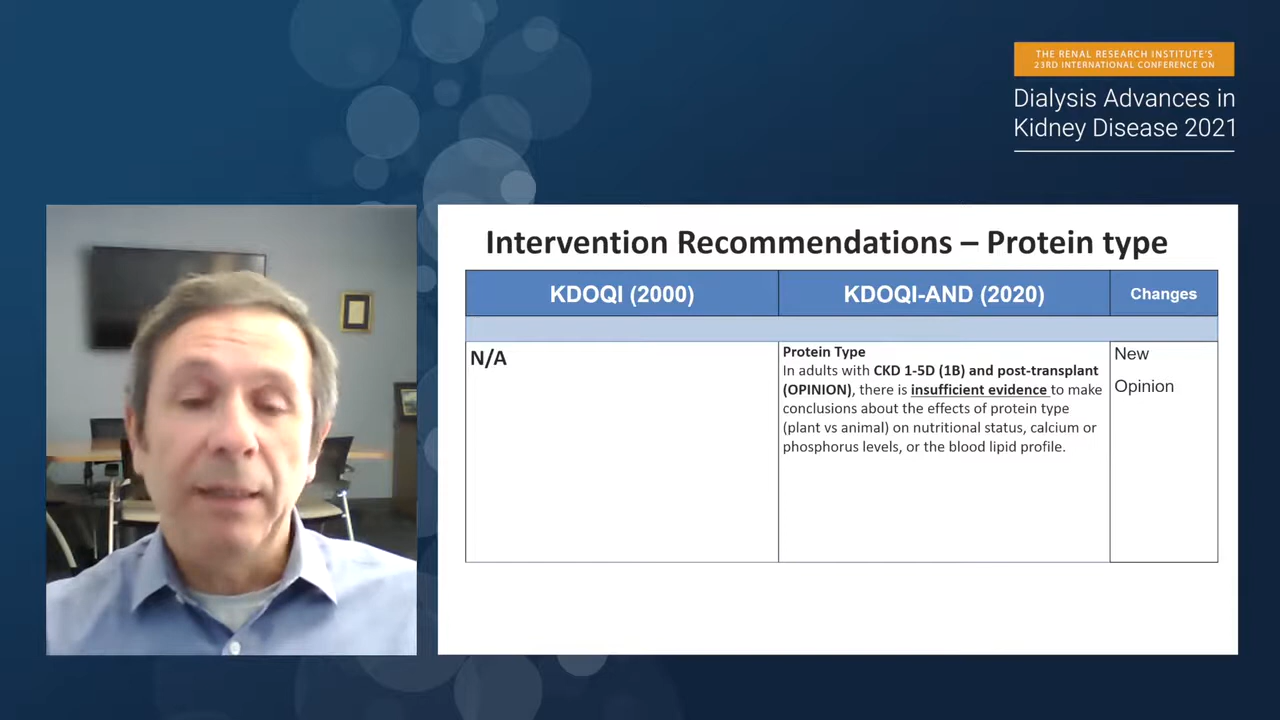 THE RENAL RESEARCH INSTITUTE'S
23RD INTERNATIONAL CONFERENCE ON
Dialysis Advances in
Kidney Disease 2021
Intervention Recommendations – Protein type
KDOQI (2000)
KDOQI-AND (2020)
Changes
N/A
Protein Type
In adults with CKD 1-5D (1B) and post-transplant
(OPINION), there is insufficient evidence to make
conclusions about the effects of protein type
(plant vs animal) on nutritional status, calcium or
phosphorus levels, or the blood lipid profile.
New
Opinion